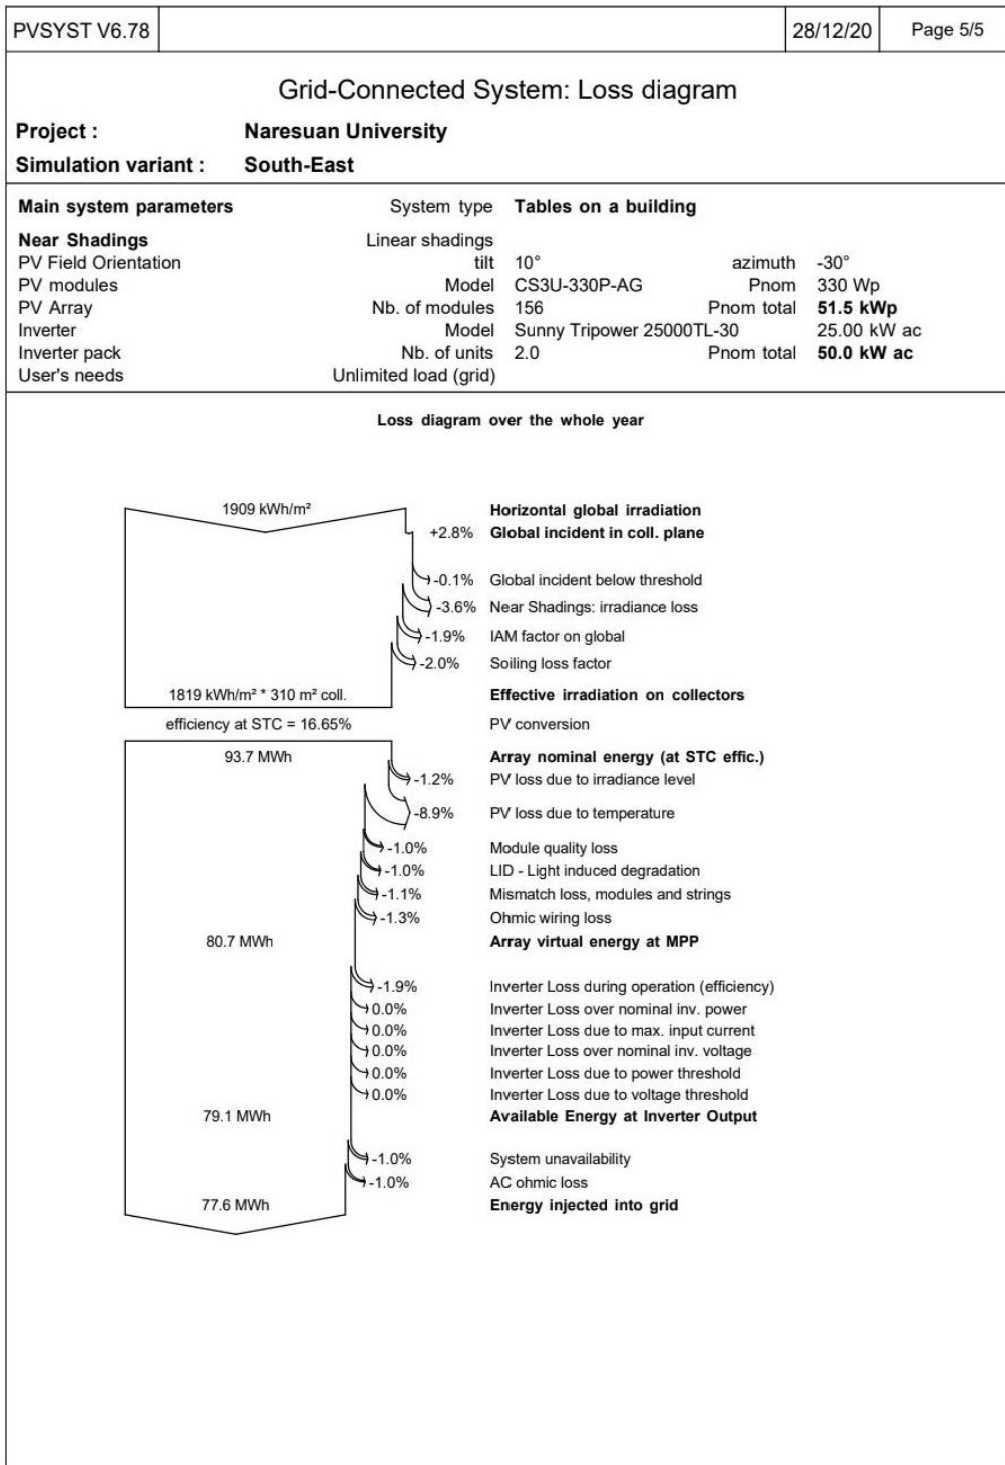 PVSYST V6.78 28/12/20 Page 5/5
Grid-Connected System: Loss diagram
Project : Naresuan University
Simulation variant : South-East
Main system parameters System type Tables on a building
Near Shadings Linear shadings
PV Field Orientation tilt 10° azimuth -30°
PV modules Model CS3U-330P-AG Pnom 330 Wp
PV Array Nb. of modules 156 Pnom total 51.5 kWp
Inverter Model Sunny Tripower 25000TL-30 25.00 kW ac
Inverter pack Nb. of units 2.0 Pnom total 50.0 kW ac
User's needs Unlimited load (grid)
Loss diagram over the whole year
1909 kWh/m² Horizontal global irradiation
+2.8% Global incident in coll. plane
-0.1% Global incident below threshold
-3.6% Near Shadings: irradiance loss
-1.9% IAM factor on global
-2.0% Soiling loss factor
1819 kWh/m² * 310 m² coll. Effective irradiation on collectors
efficiency at STC = 16.65% PV conversion
93.7 MWh Array nominal energy (at STC effic.)
-1.2% PV loss due to irradiance level
-8.9% PV loss due to temperature
-1.0% Module quality loss
-1.0% LID - Light induced degradation
-1.1% Mismatch loss, modules and strings
-1.3% Ohmic wiring loss
80.7 MWh Array virtual energy at MPP
-1.9% Inverter Loss during operation (efficiency)
0.0% Inverter Loss over nominal inv. power
0.0% Inverter Loss due to max. input current
0.0% Inverter Loss over nominal inv. voltage
0.0% Inverter Loss due to power threshold
0.0% Inverter Loss due to voltage threshold
79.1 MWh Available Energy at Inverter Output
-1.0% System unavailability
-1.0% AC ohmic loss
77.6 MWh Energy injected into grid